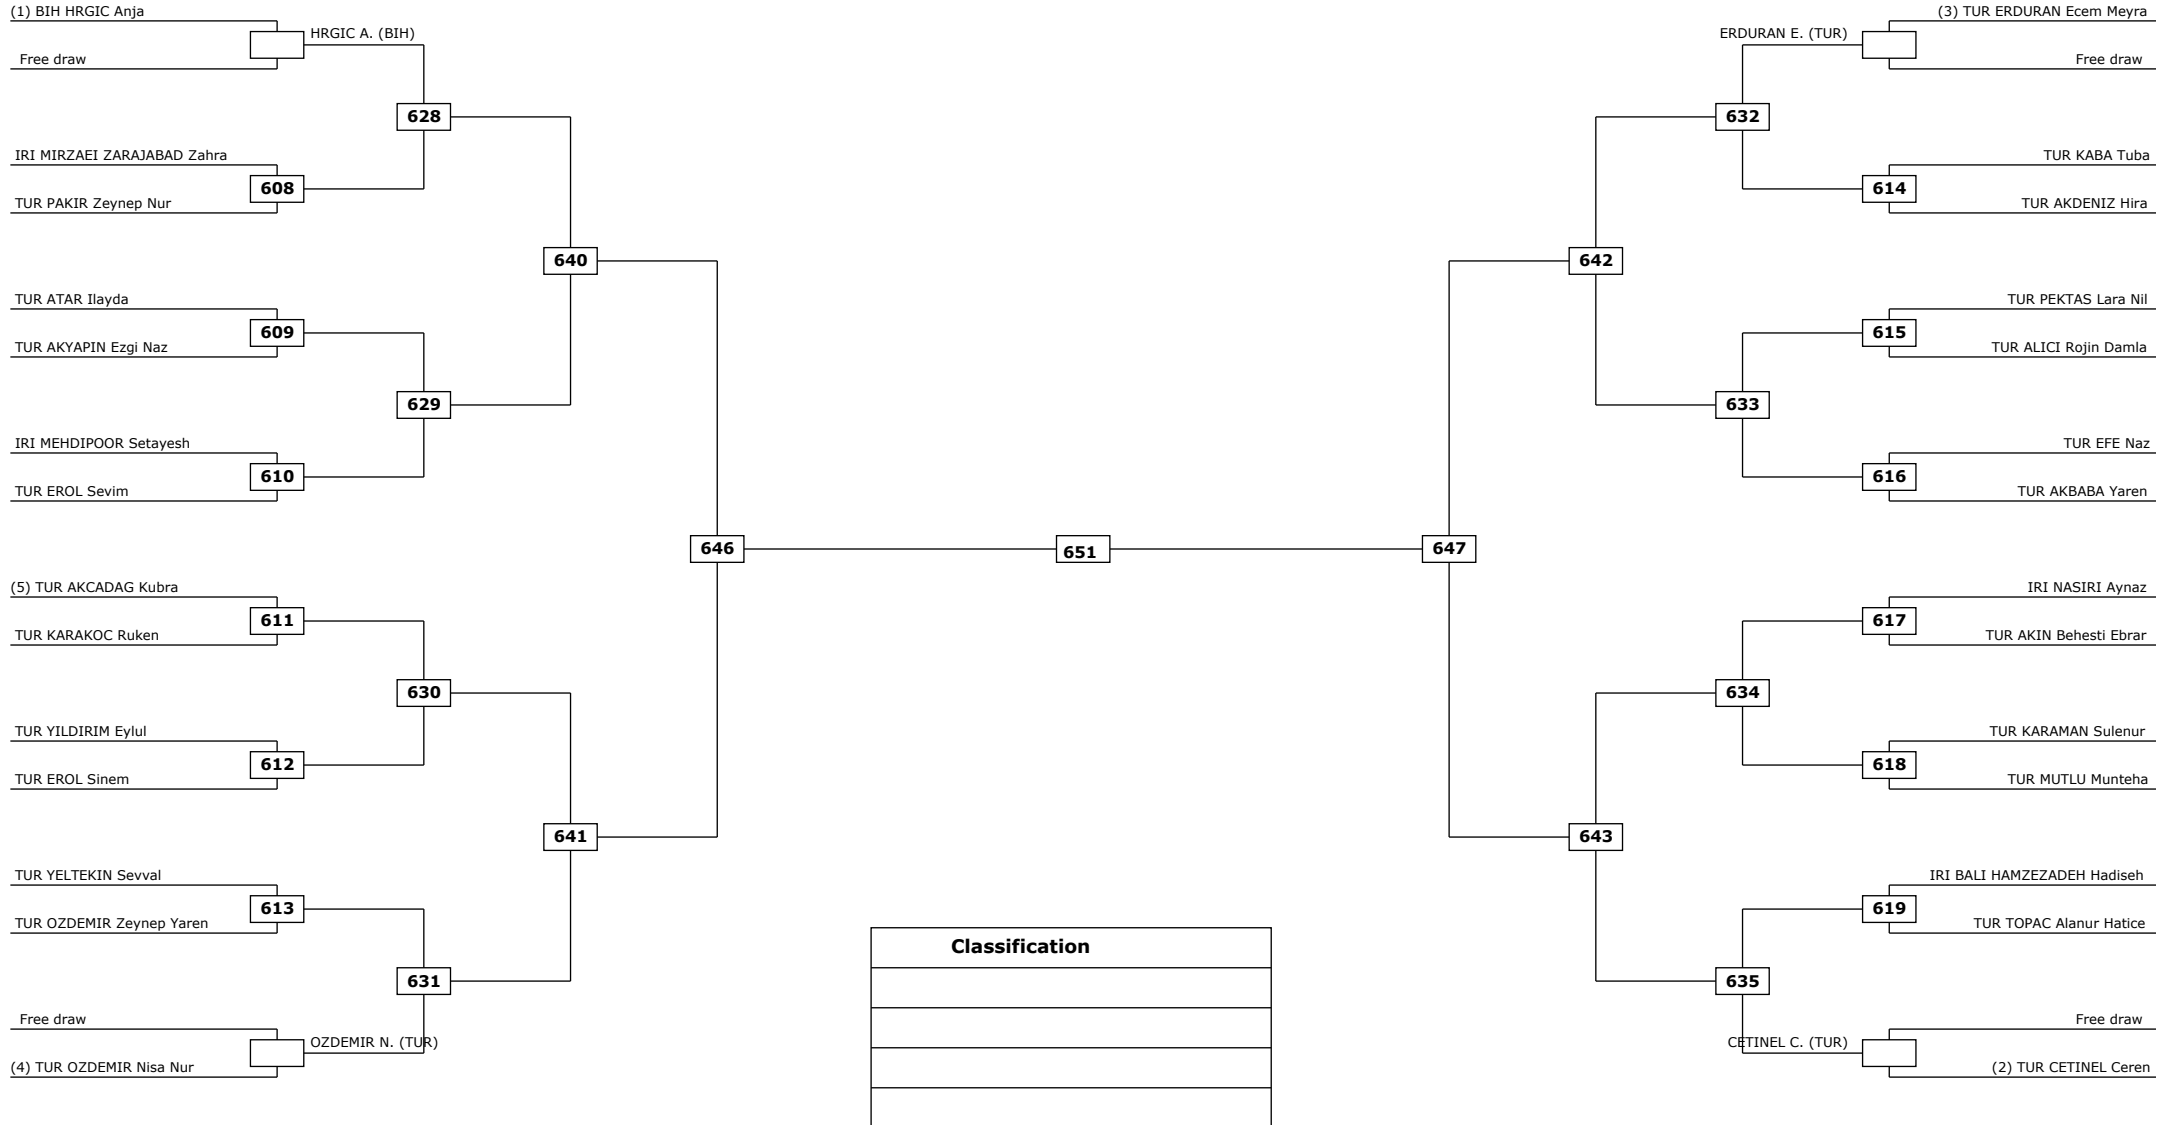 (1) BIH HRGIC Anja
HRGIC A. (BIH)
Free draw
628
IRI MIRZAEI ZARAJABAD Zahra
608
TUR PAKIR Zeynep Nur
640
TUR ATAR Ilayda
609
TUR AKYAPIN Ezgi Naz
629
IRI MEHDIPOOR Setayesh
610
TUR EROL Sevim
646
(5) TUR AKCADAG Kubra
611
TUR KARAKOC Ruken
630
TUR YILDIRIM Eylul
612
TUR EROL Sinem
641
TUR YELTEKIN Sevval
613
TUR OZDEMIR Zeynep Yaren
631
Free draw
OZDEMIR N. (TUR)
(4) TUR OZDEMIR Nisa Nur
651
(3) TUR ERDURAN Ecem Meyra
ERDURAN E. (TUR)
Free draw
632
TUR KABA Tuba
614
TUR AKDENIZ Hira
642
TUR PEKTAS Lara Nil
615
TUR ALICI Rojin Damla
633
TUR EFE Naz
616
TUR AKBABA Yaren
647
IRI NASIRI Aynaz
617
TUR AKIN Behesti Ebrar
634
TUR KARAMAN Sulenur
618
TUR MUTLU Munteha
643
IRI BALI HAMZEZADEH Hadiseh
619
TUR TOPAC Alanur Hatice
635
Free draw
CETINEL C. (TUR)
(2) TUR CETINEL Ceren
Classification